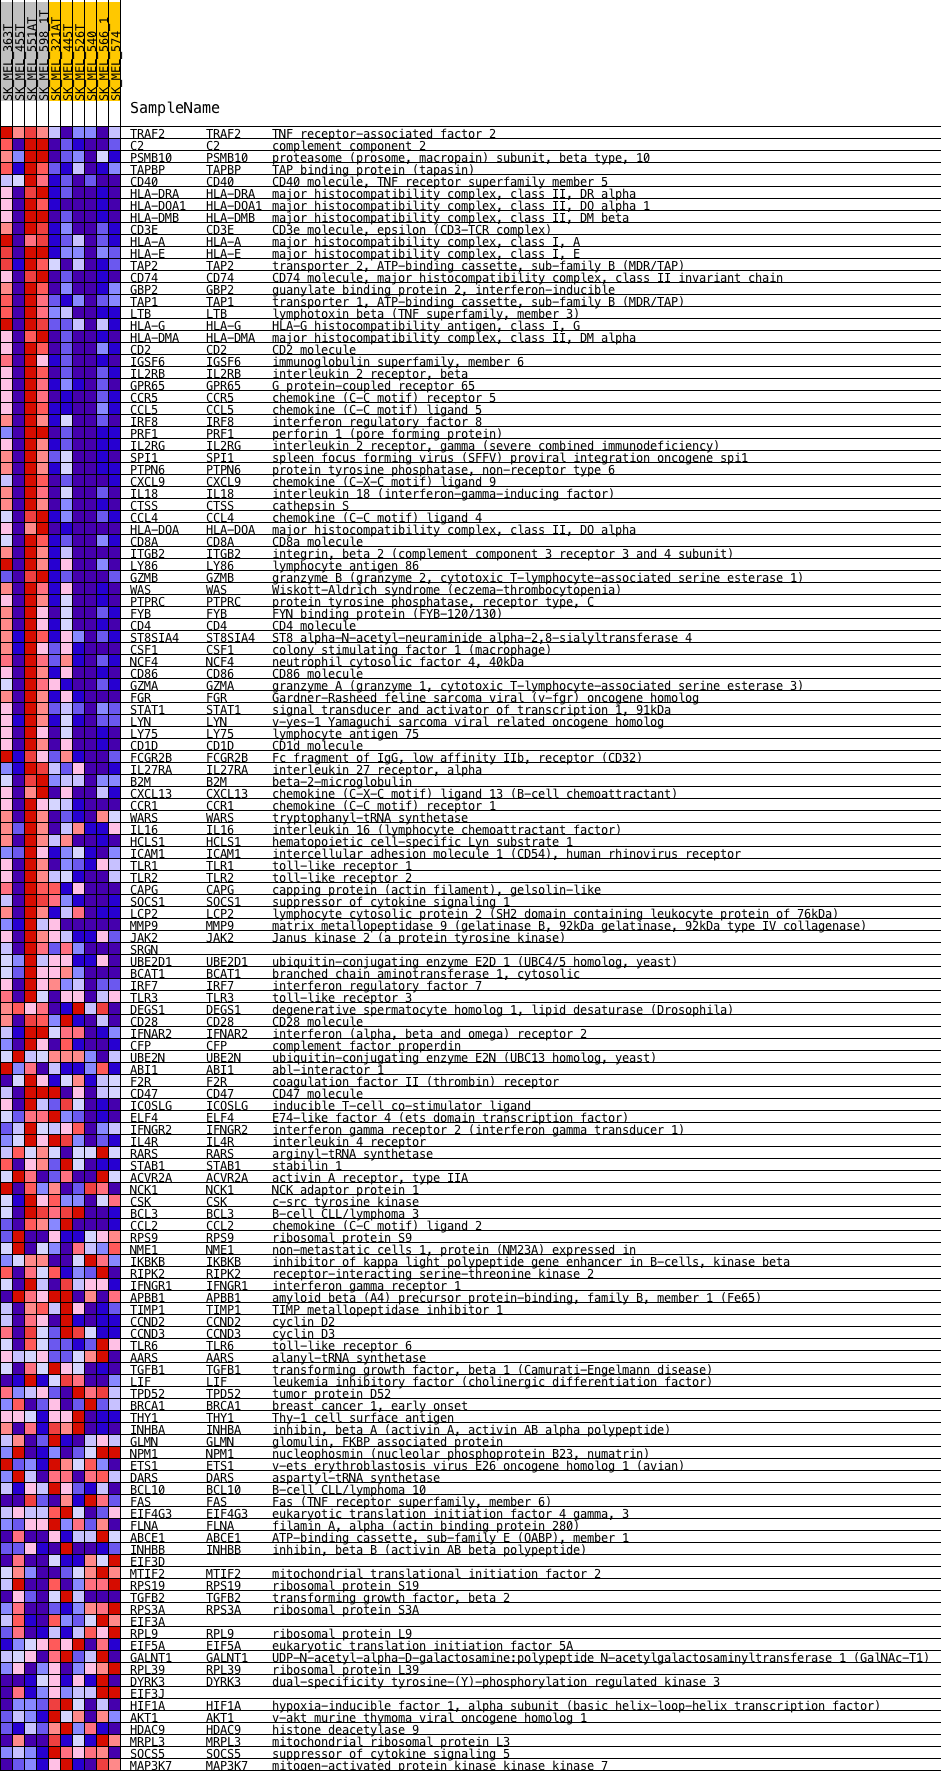 SK_MEL_363T
SK_MEL_455T
SK_MEL_551AT
SK_MEL_598_1T
SK_MEL_321AT
SK_MEL_445T
SK_MEL_526T
SK_MEL_540
SK_MEL_566_1
SK_MEL_574
SampleName
TRAF2 TRAF2 TNF receptor-associated factor 2
C2 C2 complement component 2
PSMB10 PSMB10 proteasome (prosome, macropain) subunit, beta type, 10
TAPBP TAPBP TAP binding protein (tapasin)
CD40 CD40 CD40 molecule, TNF receptor superfamily member 5
HLA-DRA HLA-DRA major histocompatibility complex, class II, DR alpha
HLA-DQA1 HLA-DQA1 major histocompatibility complex, class II, DQ alpha 1
HLA-DMB HLA-DMB major histocompatibility complex, class II, DM beta
CD3E CD3E CD3e molecule, epsilon (CD3-TCR complex)
HLA-A HLA-A major histocompatibility complex, class I, A
HLA-E HLA-E major histocompatibility complex, class I, E
TAP2 TAP2 transporter 2, ATP-binding cassette, sub-family B (MDR/TAP)
CD74 CD74 CD74 molecule, major histocompatibility complex, class II invariant chain
GBP2 GBP2 guanylate binding protein 2, interferon-inducible
TAP1 TAP1 transporter 1, ATP-binding cassette, sub-family B (MDR/TAP)
LTB LTB lymphotoxin beta (TNF superfamily, member 3)
HLA-G HLA-G HLA-G histocompatibility antigen, class I, G
HLA-DMA HLA-DMA major histocompatibility complex, class II, DM alpha
CD2 CD2 CD2 molecule
IGSF6 IGSF6 immunoglobulin superfamily, member 6
IL2RB IL2RB interleukin 2 receptor, beta
GPR65 GPR65 G protein-coupled receptor 65
CCR5 CCR5 chemokine (C-C motif) receptor 5
CCL5 CCL5 chemokine (C-C motif) ligand 5
IRF8 IRF8 interferon regulatory factor 8
PRF1 PRF1 perforin 1 (pore forming protein)
IL2RG IL2RG interleukin 2 receptor, gamma (severe combined immunodeficiency)
SPI1 SPI1 spleen focus forming virus (SFFV) proviral integration oncogene spi1
PTPN6 PTPN6 protein tyrosine phosphatase, non-receptor type 6
CXCL9 CXCL9 chemokine (C-X-C motif) ligand 9
IL18 IL18 interleukin 18 (interferon-gamma-inducing factor)
CTSS CTSS cathepsin S
CCL4 CCL4 chemokine (C-C motif) ligand 4
HLA-DOA HLA-DOA major histocompatibility complex, class II, DO alpha
CD8A CD8A CD8a molecule
ITGB2 ITGB2 integrin, beta 2 (complement component 3 receptor 3 and 4 subunit)
LY86 LY86 lymphocyte antigen 86
GZMB GZMB granzyme B (granzyme 2, cytotoxic T-lymphocyte-associated serine esterase 1)
WAS WAS Wiskott-Aldrich syndrome (eczema-thrombocytopenia)
PTPRC PTPRC protein tyrosine phosphatase, receptor type, C
FYB FYB FYN binding protein (FYB-120/130)
CD4 CD4 CD4 molecule
ST8SIA4 ST8SIA4 ST8 alpha-N-acetyl-neuraminide alpha-2,8-sialyltransferase 4
CSF1 CSF1 colony stimulating factor 1 (macrophage)
NCF4 NCF4 neutrophil cytosolic factor 4, 40kDa
CD86 CD86 CD86 molecule
GZMA GZMA granzyme A (granzyme 1, cytotoxic T-lymphocyte-associated serine esterase 3)
FGR FGR Gardner-Rasheed feline sarcoma viral (v-fgr) oncogene homolog
STAT1 STAT1 signal transducer and activator of transcription 1, 91kDa
LYN LYN v-yes-1 Yamaguchi sarcoma viral related oncogene homolog
LY75 LY75 lymphocyte antigen 75
CD1D CD1D CD1d molecule
FCGR2B FCGR2B Fc fragment of IgG, low affinity IIb, receptor (CD32)
IL27RA IL27RA interleukin 27 receptor, alpha
B2M B2M beta-2-microglobulin
CXCL13 CXCL13 chemokine (C-X-C motif) ligand 13 (B-cell chemoattractant)
CCR1 CCR1 chemokine (C-C motif) receptor 1
WARS WARS tryptophanyl-tRNA synthetase
IL16 IL16 interleukin 16 (lymphocyte chemoattractant factor)
HCLS1 HCLS1 hematopoietic cell-specific Lyn substrate 1
ICAM1 ICAM1 intercellular adhesion molecule 1 (CD54), human rhinovirus receptor
TLR1 TLR1 toll-like receptor 1
TLR2 TLR2 toll-like receptor 2
CAPG CAPG capping protein (actin filament), gelsolin-like
SOCS1 SOCS1 suppressor of cytokine signaling 1
LCP2 LCP2 lymphocyte cytosolic protein 2 (SH2 domain containing leukocyte protein of 76kDa)
MMP9 MMP9 matrix metallopeptidase 9 (gelatinase B, 92kDa gelatinase, 92kDa type IV collagenase)
JAK2 JAK2 Janus kinase 2 (a protein tyrosine kinase)
SRGN
UBE2D1 UBE2D1 ubiquitin-conjugating enzyme E2D 1 (UBC4/5 homolog, yeast)
BCAT1 BCAT1 branched chain aminotransferase 1, cytosolic
IRF7 IRF7 interferon regulatory factor 7
TLR3 TLR3 toll-like receptor 3
DEGS1 DEGS1 degenerative spermatocyte homolog 1, lipid desaturase (Drosophila)
CD28 CD28 CD28 molecule
IFNAR2 IFNAR2 interferon (alpha, beta and omega) receptor 2
CFP CFP complement factor properdin
UBE2N UBE2N ubiquitin-conjugating enzyme E2N (UBC13 homolog, yeast)
ABI1 ABI1 abl-interactor 1
F2R F2R coagulation factor II (thrombin) receptor
CD47 CD47 CD47 molecule
ICOSLG ICOSLG inducible T-cell co-stimulator ligand
ELF4 ELF4 E74-like factor 4 (ets domain transcription factor)
IFNGR2 IFNGR2 interferon gamma receptor 2 (interferon gamma transducer 1)
IL4R IL4R interleukin 4 receptor
RARS RARS arginyl-tRNA synthetase
STAB1 STAB1 stabilin 1
ACVR2A ACVR2A activin A receptor, type IIA
NCK1 NCK1 NCK adaptor protein 1
CSK CSK c-src tyrosine kinase
BCL3 BCL3 B-cell CLL/lymphoma 3
CCL2 CCL2 chemokine (C-C motif) ligand 2
RPS9 RPS9 ribosomal protein S9
NME1 NME1 non-metastatic cells 1, protein (NM23A) expressed in
IKBKB IKBKB inhibitor of kappa light polypeptide gene enhancer in B-cells, kinase beta
RIPK2 RIPK2 receptor-interacting serine-threonine kinase 2
IFNGR1 IFNGR1 interferon gamma receptor 1
APBB1 APBB1 amyloid beta (A4) precursor protein-binding, family B, member 1 (Fe65)
TIMP1 TIMP1 TIMP metallopeptidase inhibitor 1
CCND2 CCND2 cyclin D2
CCND3 CCND3 cyclin D3
TLR6 TLR6 toll-like receptor 6
AARS AARS alanyl-tRNA synthetase
TGFB1 TGFB1 transforming growth factor, beta 1 (Camurati-Engelmann disease)
LIF LIF leukemia inhibitory factor (cholinergic differentiation factor)
TPD52 TPD52 tumor protein D52
BRCA1 BRCA1 breast cancer 1, early onset
THY1 THY1 Thy-1 cell surface antigen
INHBA INHBA inhibin, beta A (activin A, activin AB alpha polypeptide)
GLMN GLMN glomulin, FKBP associated protein
NPM1 NPM1 nucleophosmin (nucleolar phosphoprotein B23, numatrin)
ETS1 ETS1 v-ets erythroblastosis virus E26 oncogene homolog 1 (avian)
DARS DARS aspartyl-tRNA synthetase
BCL10 BCL10 B-cell CLL/lymphoma 10
FAS FAS Fas (TNF receptor superfamily, member 6)
EIF4G3 EIF4G3 eukaryotic translation initiation factor 4 gamma, 3
FLNA FLNA filamin A, alpha (actin binding protein 280)
ABCE1 ABCE1 ATP-binding cassette, sub-family E (OABP), member 1
INHBB INHBB inhibin, beta B (activin AB beta polypeptide)
EIF3D
MTIF2 MTIF2 mitochondrial translational initiation factor 2
RPS19 RPS19 ribosomal protein S19
TGFB2 TGFB2 transforming growth factor, beta 2
RPS3A RPS3A ribosomal protein S3A
EIF3A
RPL9 RPL9 ribosomal protein L9
EIF5A EIF5A eukaryotic translation initiation factor 5A
GALNT1 GALNT1 UDP-N-acetyl-alpha-D-galactosamine:polypeptide N-acetylgalactosaminyltransferase 1 (GalNAc-T1)
RPL39 RPL39 ribosomal protein L39
DYRK3 DYRK3 dual-specificity tyrosine-(Y)-phosphorylation regulated kinase 3
EIF3J
HIF1A HIF1A hypoxia-inducible factor 1, alpha subunit (basic helix-loop-helix transcription factor)
AKT1 AKT1 v-akt murine thymoma viral oncogene homolog 1
HDAC9 HDAC9 histone deacetylase 9
MRPL3 MRPL3 mitochondrial ribosomal protein L3
SOCS5 SOCS5 suppressor of cytokine signaling 5
MAP3K7 MAP3K7 mitogen-activated protein kinase kinase kinase 7